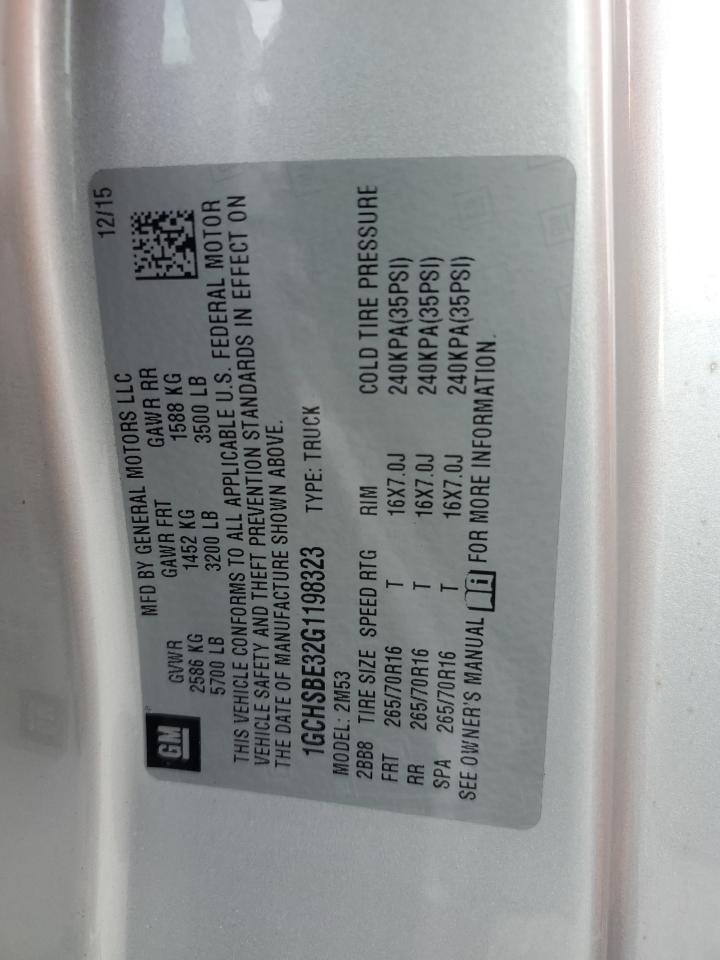 GM
MFD BY GENERAL MOTORS LLC 12/15
GVWR GAWR FRT GAWR RR
2586 KG 1452 KG 1588 KG
5700 LB 3200 LB 3500 LB
THIS VEHICLE CONFORMS TO ALL APPLICABLE U.S. FEDERAL MOTOR
VEHICLE SAFETY AND THEFT PREVENTION STANDARDS IN EFFECT ON
THE DATE OF MANUFACTURE SHOWN ABOVE.
1GCHSBE32G1198323 TYPE: TRUCK
MODEL: 2M53
2BB8 TIRE SIZE SPEED RTG RIM COLD TIRE PRESSURE
FRT 265/70R16 T 16X7.0J 240KPA(35PSI)
RR 265/70R16 T 16X7.0J 240KPA(35PSI)
SPA 265/70R16 T 16X7.0J 240KPA(35PSI)
SEE OWNER'S MANUAL FOR MORE INFORMATION.